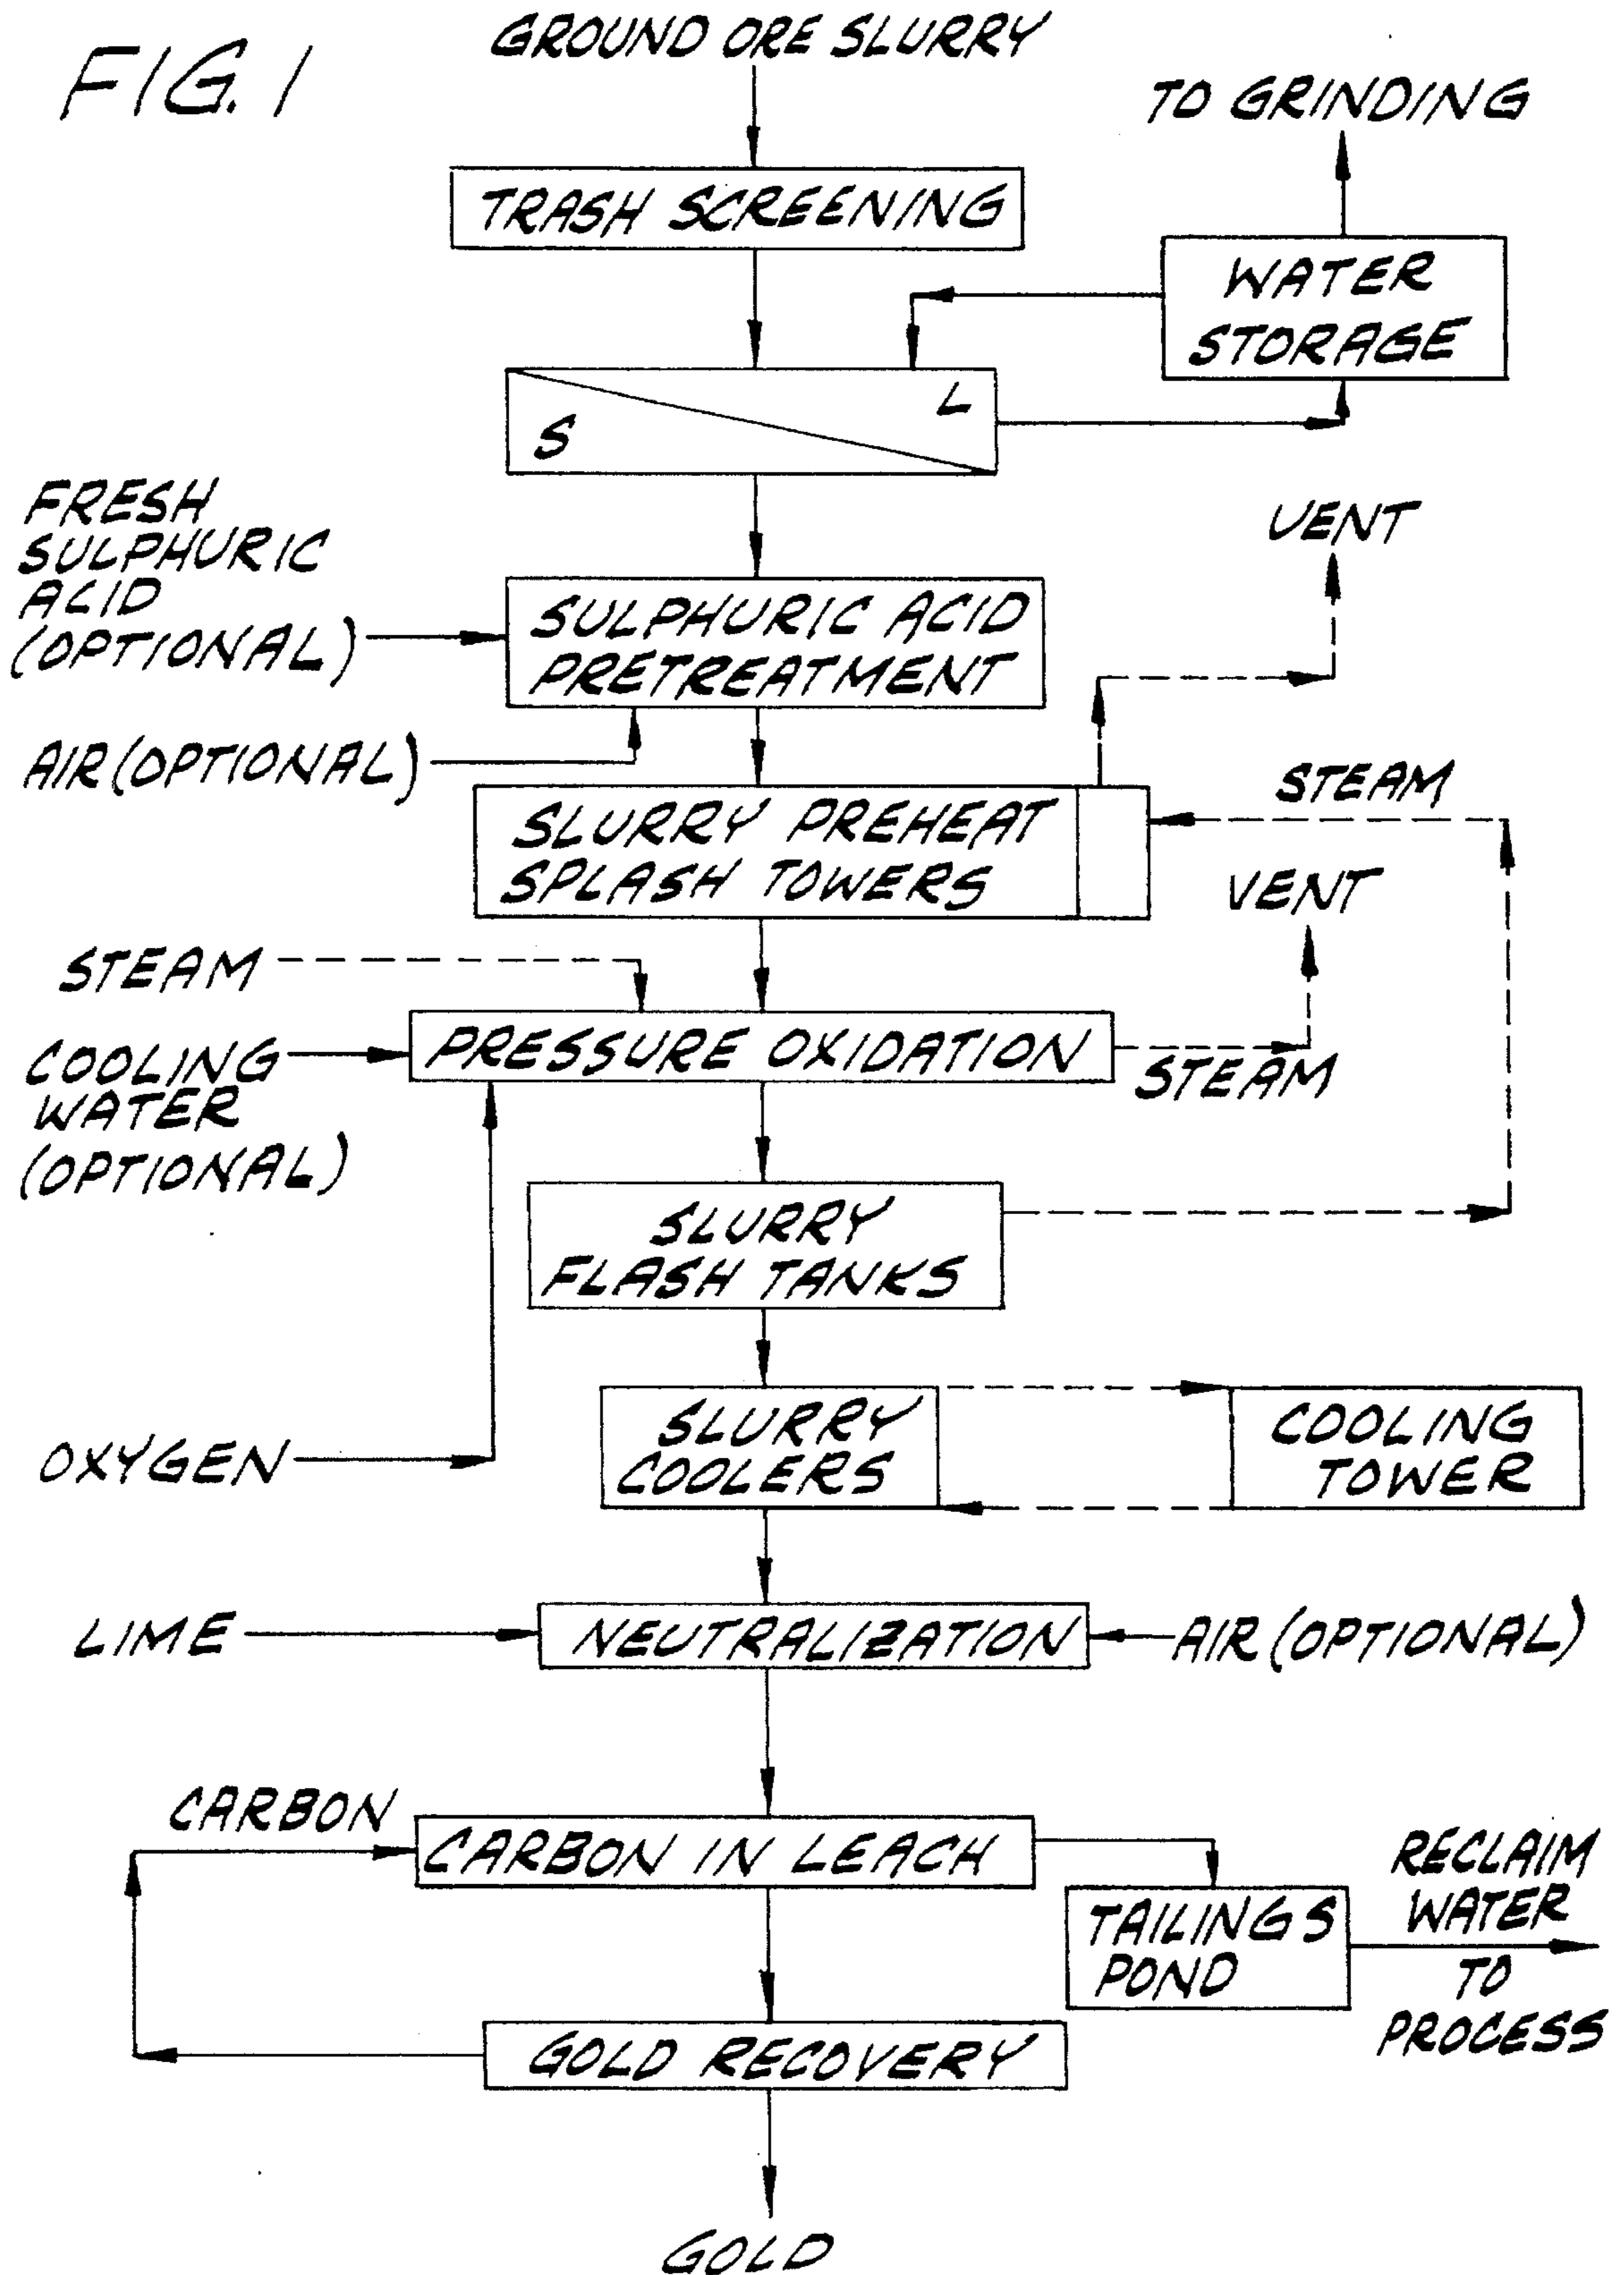 FIG. 1
GROUND ORE SLURRY
TO GRINDING
TRASH SCREENING
WATER
STORAGE
L
S
FRESH
SULPHURIC
ACID
(OPTIONAL)
VENT
SULPHURIC ACID
PRETREATMENT
AIR (OPTIONAL)
STEAM
SLURRY PREHEAT
SPLASH TOWERS
VENT
STEAM
COOLING
WATER
(OPTIONAL)
PRESSURE OXIDATION
STEAM
SLURRY
FLASH TANKS
OXYGEN
SLURRY
COOLERS
COOLING
TOWER
LIME
NEUTRALIZATION
AIR (OPTIONAL)
CARBON
CARBON IN LEACH
RECLAIM
WATER
TO
PROCESS
TAILINGS
POND
GOLD RECOVERY
GOLD